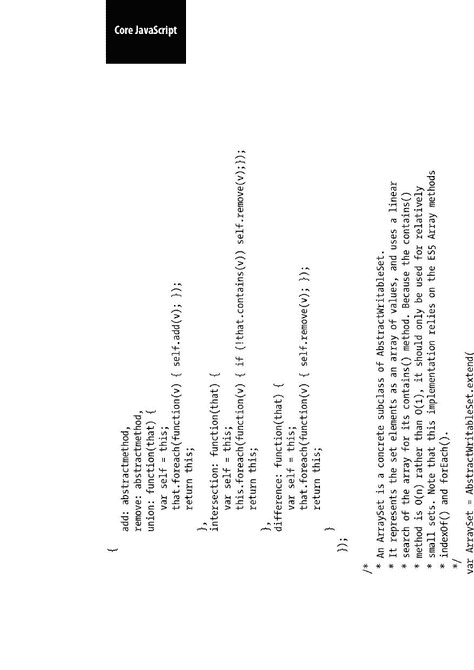 Core JavaScript
{
add: abstractmethod,
remove: abstractmethod,
union: function(that) {
var self = this;
that.foreach(function(v) { self.add(v); });
return this;
},
intersection: function(that) {
var self = this;
this.foreach(function(v) { if (!that.contains(v)) self.remove(v);});
return this;
},
difference: function(that) {
var self = this;
that.foreach(function(v) { self.remove(v); });
return this;
}
});
/*
* An ArraySet is a concrete subclass of AbstractWritableSet.
* It represents the set elements as an array of values, and uses a linear
* search of the array for its contains() method. Because the contains()
* method is O(n) rather than O(1), it should only be used for relatively
* small sets. Note that this implementation relies on the ES5 Array methods
* indexOf() and forEach().
*/
var ArraySet = AbstractWritableSet.extend(